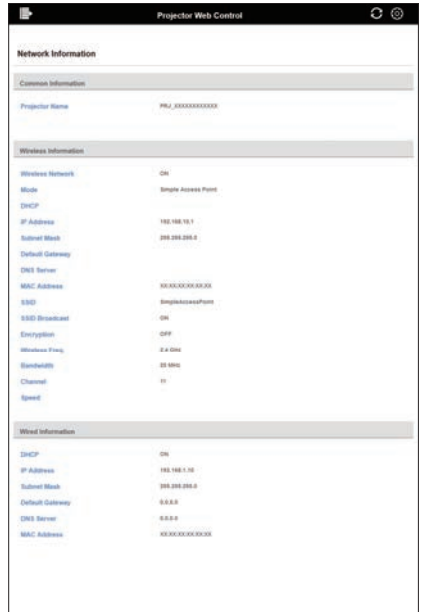 Projector Web Control
Network Information
Common Information
Projector Name PRJ_XXXXXXXXXXXX
Wireless Information
Wireless Network ON
Mode Simple Access Point
DHCP
IP Address 192.168.10.1
Subnet Mask 255.255.255.0
Default Gateway
DNS Server
MAC Address XX:XX:XX:XX:XX:XX
SSID SimpleAccessPoint
SSID Broadcast ON
Encryption OFF
Wireless Freq. 2.4 GHz
Bandwidth MHz
Channel 11
Speed
Wired Information
DHCP ON
IP Address 192.168.1.10
Subnet Mask 255.255.255.0
Default Gateway 0.0.0.0
DNS Server 0.0.0.0
MAC Address XX:XX:XX:XX:XX:XX